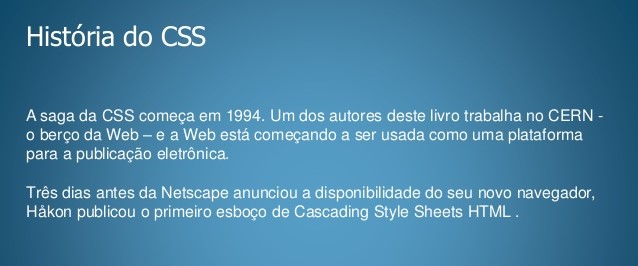 História do CSS
A saga da CSS começa em 1994. Um dos autores deste livro trabalha no CERN -
o berço da Web – e a Web está começando a ser usada como uma plataforma
para a publicação eletrônica.
Três dias antes da Netscape anunciou a disponibilidade do seu novo navegador,
Håkon publicou o primeiro esboço de Cascading Style Sheets HTML .